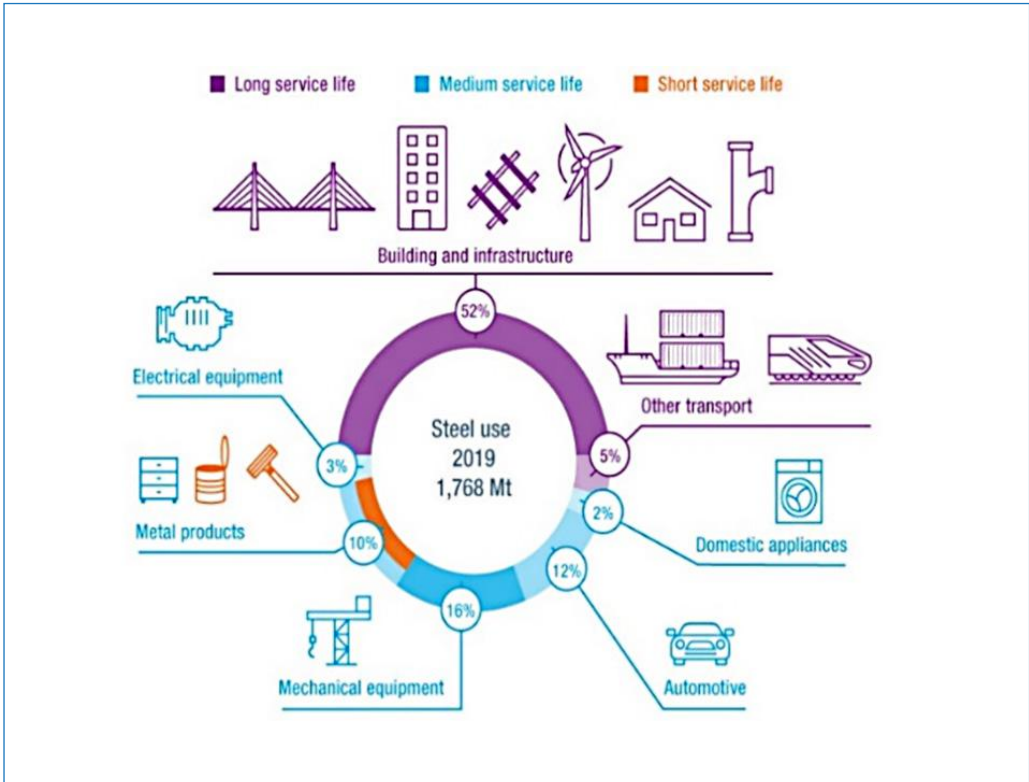 Long service life
Medium service life
Short service life
Building and infrastructure
52%
Electrical equipment
Other transport
Steel use
2019
1,768 Mt
3%
5%
Metal products
2%
Domestic appliances
10%
12%
16%
Mechanical equipment
Automotive